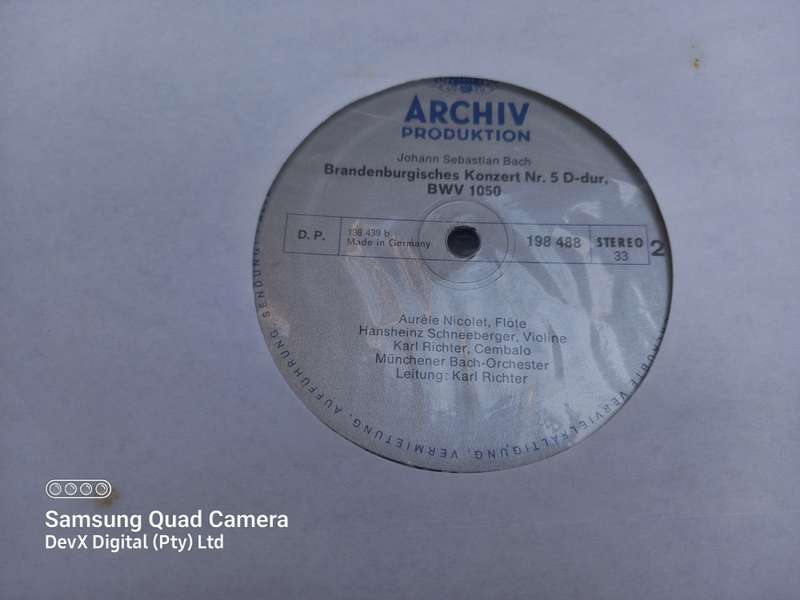 ARCHIV
PRODUKTION
Johann Sebastian Bach
Brandenburgisches Konzert Nr. 5 D-dur,
BWV 1050
D. P.
198 439 b
Made in Germany
198 488
STEREO
33
2
Aurèle Nicolet, Flöte
Hansheinz Schneeberger, Violine
Karl Richter, Cembalo
Münchener Bach-Orchester
Leitung: Karl Richter
VERVIELFÄLTIGUNG, VERMIETUNG, AUFFÜHRUNG, SENDUNG
Samsung Quad Camera
DevX Digital (Pty) Ltd